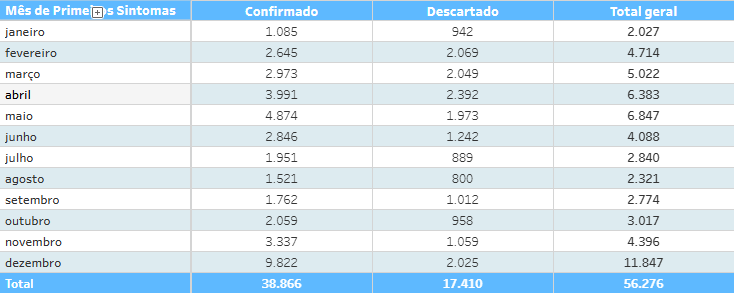 Mês de Primeiros Sintomas Confirmado Descartado Total geral
janeiro 1.085 942 2.027
fevereiro 2.645 2.069 4.714
março 2.973 2.049 5.022
abril 3.991 2.392 6.383
maio 4.874 1.973 6.847
junho 2.846 1.242 4.088
julho 1.951 889 2.840
agosto 1.521 800 2.321
setembro 1.762 1.012 2.774
outubro 2.059 958 3.017
novembro 3.337 1.059 4.396
dezembro 9.822 2.025 11.847
Total 38.866 17.410 56.276